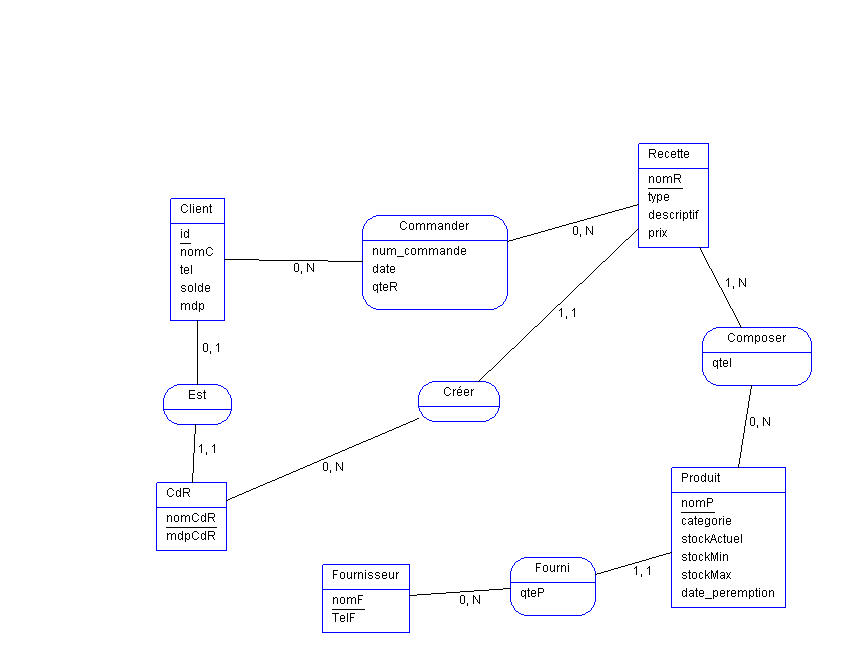 Recette
nomR
type
descriptif
prix
Client
id
nomC
tel
solde
mdp
Commander
num_commande
date
qteR
0, N
0, N
1, N
1, 1
0, 1
Composer
qteI
Est
Créer
0, N
1, 1
0, N
CdR
nomCdR
mdpCdR
Produit
nomP
categorie
stockActuel
stockMin
stockMax
date_peremption
Fourni
qteP
1, 1
0, N
Fournisseur
nomF
TelF